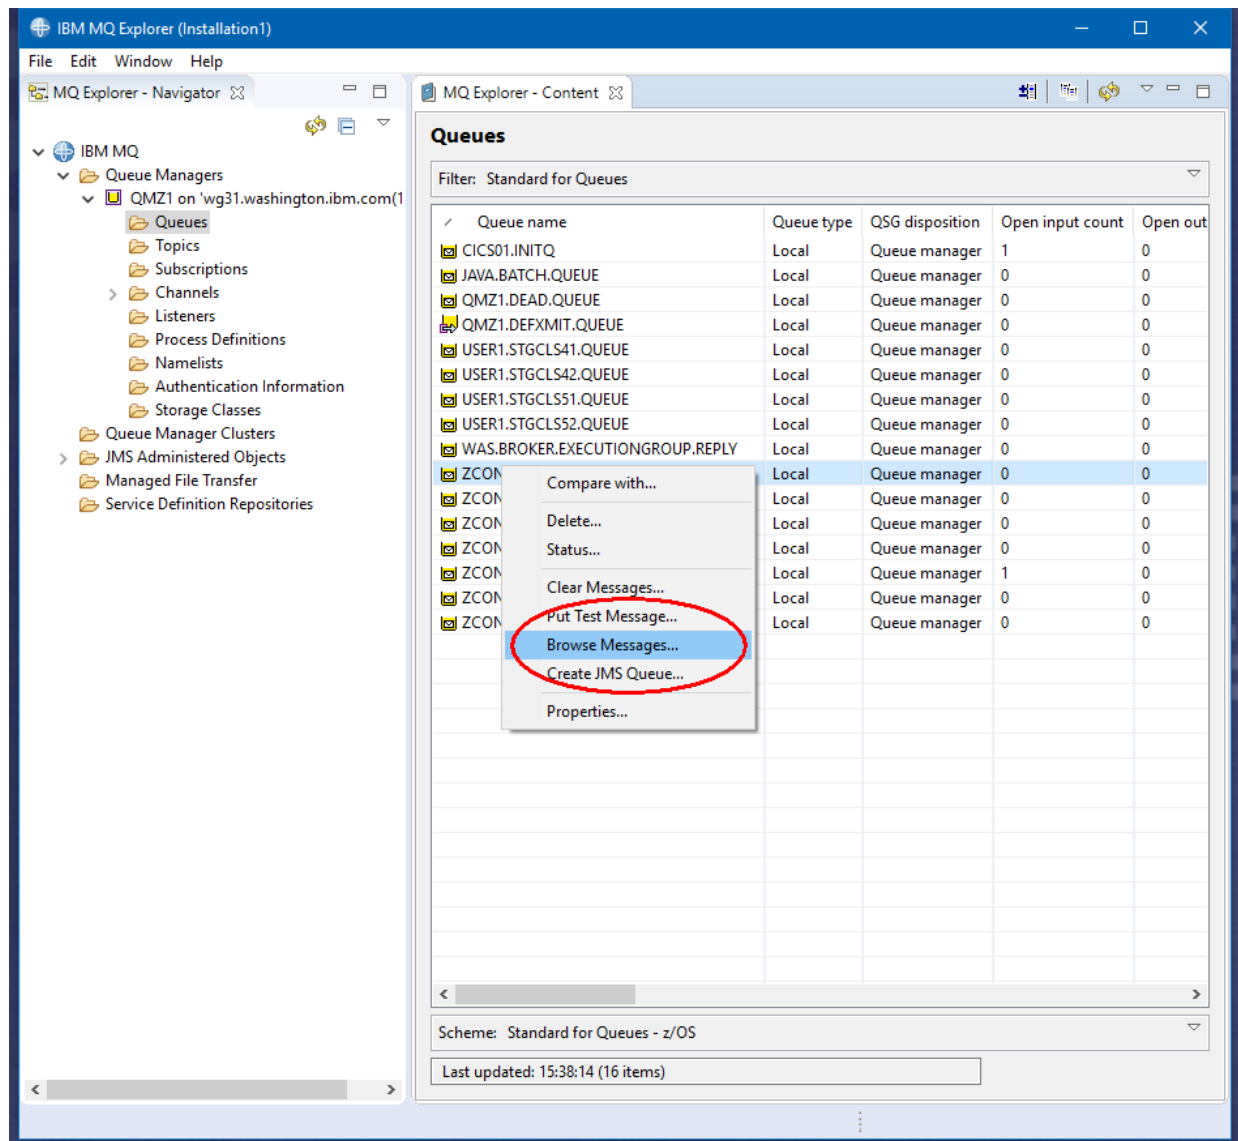 IBM MQ Explorer (Installation1)
File Edit Window Help
MQ Explorer - Navigator
IBM MQ
Queue Managers
QMZ1 on 'wg31.washington.ibm.com(1
Queues
Topics
Subscriptions
Channels
Listeners
Process Definitions
Namelists
Authentication Information
Storage Classes
Queue Manager Clusters
JMS Administered Objects
Managed File Transfer
Service Definition Repositories
MQ Explorer - Content
Queues
Filter: Standard for Queues
Queue name Queue type QSG disposition Open input count Open out
CICS01.INITQ Local Queue manager 1 0
JAVA.BATCH.QUEUE Local Queue manager 0 0
QMZ1.DEAD.QUEUE Local Queue manager 0 0
QMZ1.DEFXMIT.QUEUE Local Queue manager 0 0
USER1.STGCLS41.QUEUE Local Queue manager 0 0
USER1.STGCLS42.QUEUE Local Queue manager 0 0
USER1.STGCLS51.QUEUE Local Queue manager 0 0
USER1.STGCLS52.QUEUE Local Queue manager 0 0
WAS.BROKER.EXECUTIONGROUP.REPLY Local Queue manager 0 0
ZCON Local Queue manager 0 0
ZCON Local Queue manager 0 0
ZCON Local Queue manager 0 0
ZCON Local Queue manager 0 0
ZCON Local Queue manager 1 0
ZCON Local Queue manager 0 0
ZCON Local Queue manager 0 0
Compare with...
Delete...
Status...
Clear Messages...
Put Test Message...
Browse Messages...
Create JMS Queue...
Properties...
Scheme: Standard for Queues - z/OS
Last updated: 15:38:14 (16 items)